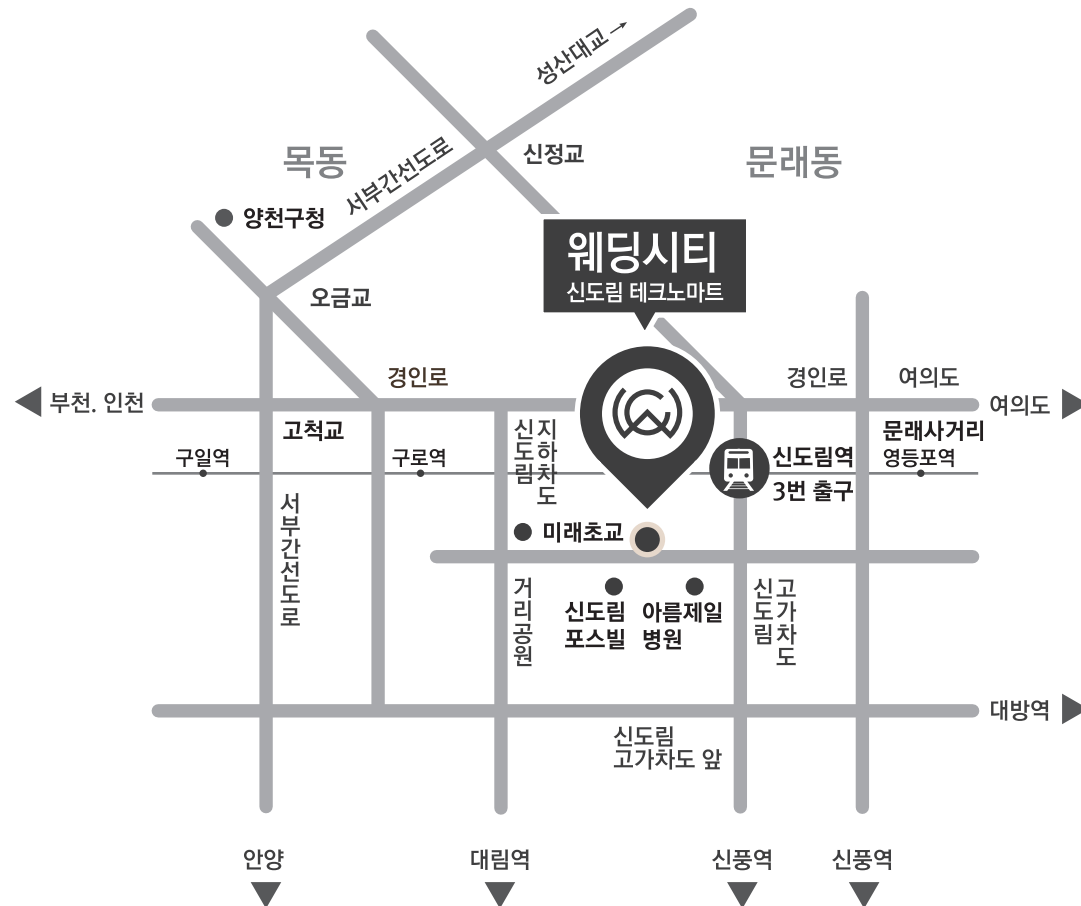 성산대교
목동
서부간선도로
신정교
문래동
양천구청
웨딩시티
신도림 테크노마트
오금교
경인로
경인로
여의도
부천. 인천
여의도
고척교
신도림
지하차도
문래사거리
구일역
구로역
신도림역
3번 출구
영등포역
서부간선도로
미래초교
거리공원
신도림
포스빌
아름제일
병원
신도림
고가차도
대방역
신도림
고가차도 앞
안양
대림역
신풍역
신풍역